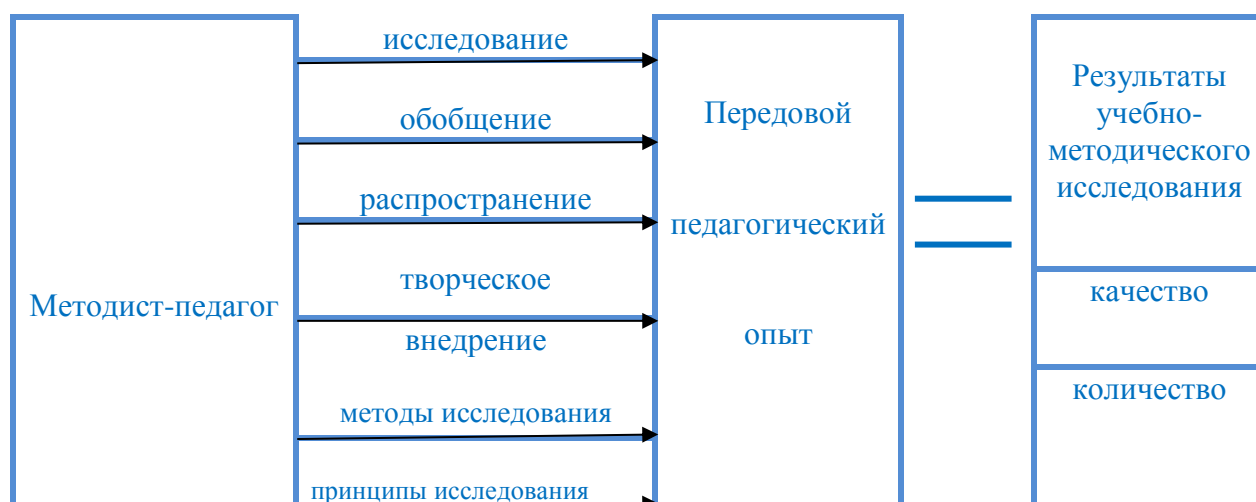 Методист-педагог
исследование
обобщение
распространение
творческое
внедрение
методы исследования
принципы исследования
Передовой
педагогический
опыт
Результаты
учебно-
методического
исследования
качество
количество